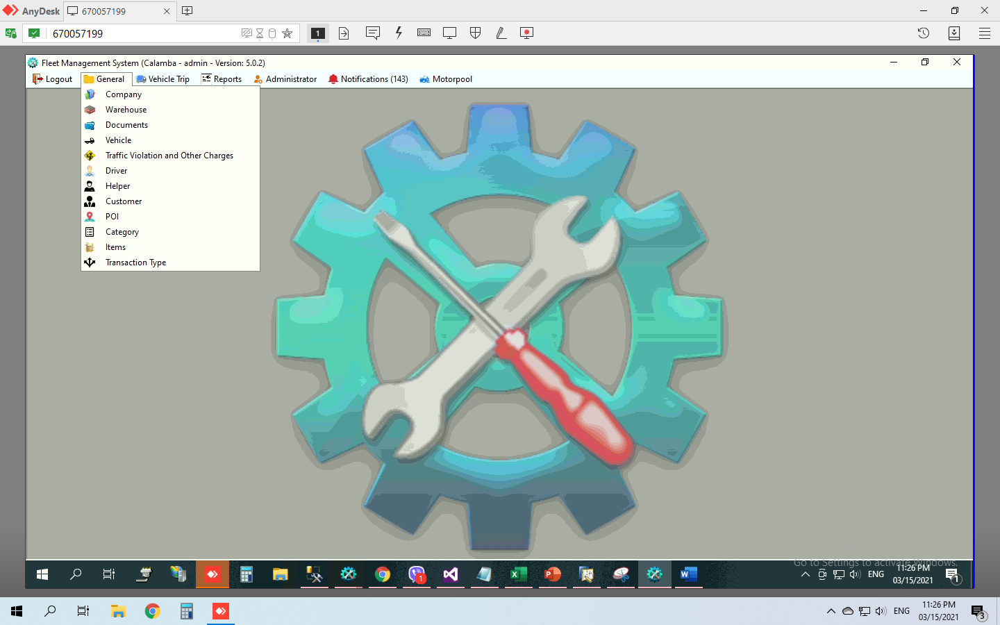 AnyDesk
670057199
670057199
1
Fleet Management System (Calamba - admin - Version: 5.0.2)
Logout
General
Vehicle Trip
Reports
Administrator
Notifications (143)
Motorpool
Company
Warehouse
Documents
Vehicle
Traffic Violation and Other Charges
Driver
Helper
Customer
POI
Category
Items
Transaction Type
Go to Settings to activate Windows.
1
ENG
11:26 PM
03/15/2021
1
ENG
11:26 PM
03/15/2021
3